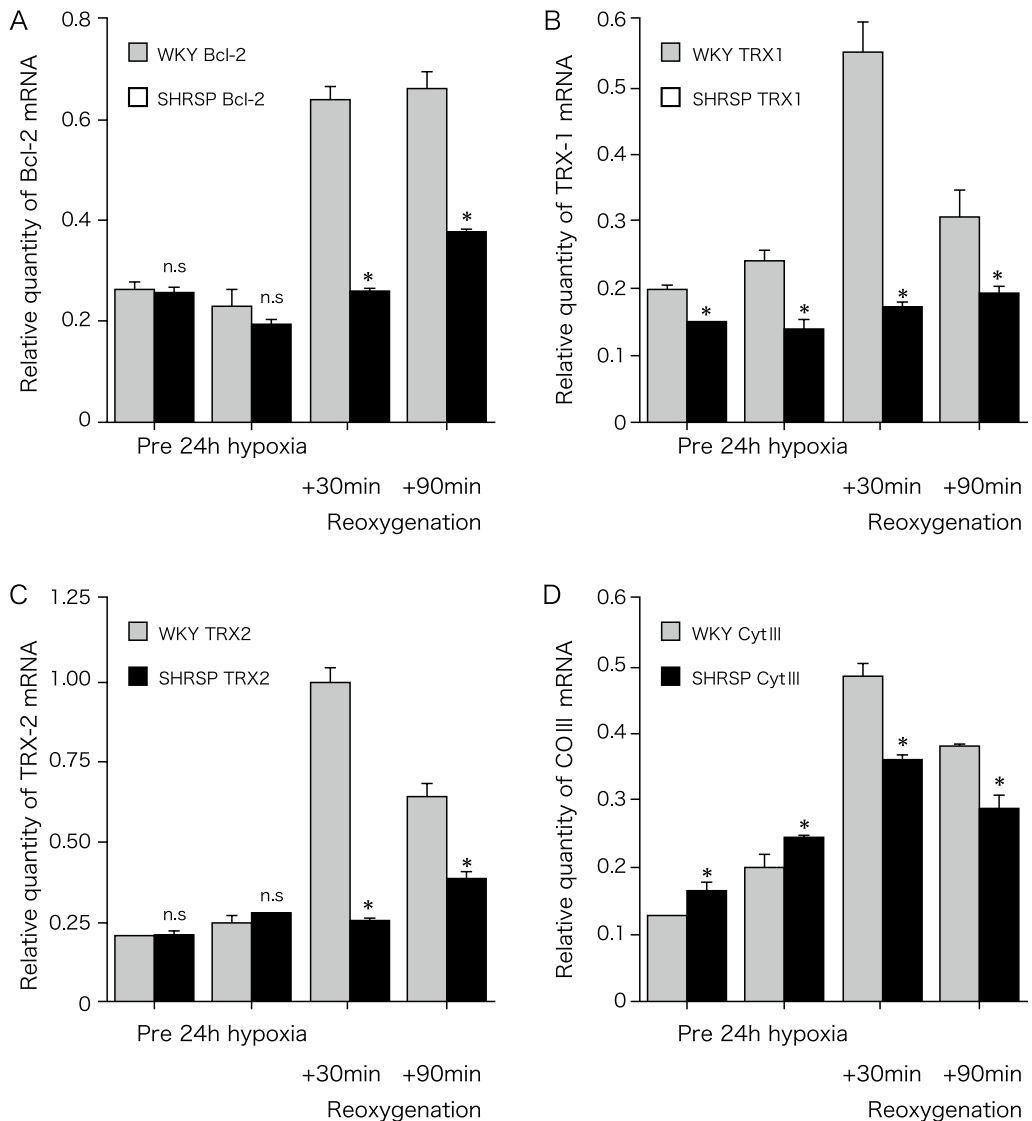 A
Relative quantity of Bcl-2 mRNA
0.8
0.6
0.4
0.2
0
WKY Bcl-2
SHRSP Bcl-2
n.s
n.s
*
*
Pre 24h hypoxia
+30min +90min
Reoxygenation
B
Relative quantity of TRX-1 mRNA
0.6
0.5
0.4
0.3
0.2
0.1
0
WKY TRX1
SHRSP TRX1
*
*
*
*
Pre 24h hypoxia
+30min +90min
Reoxygenation
C
Relative quantity of TRX-2 mRNA
1.25
1.00
0.75
0.50
0.25
0
WKY TRX2
SHRSP TRX2
n.s
n.s
*
*
Pre 24h hypoxia
+30min +90min
Reoxygenation
D
Relative quantity of COIII mRNA
0.6
0.5
0.4
0.3
0.2
0.1
0
WKY CytIII
SHRSP CytIII
*
*
*
*
Pre 24h hypoxia
+30min +90min
Reoxygenation